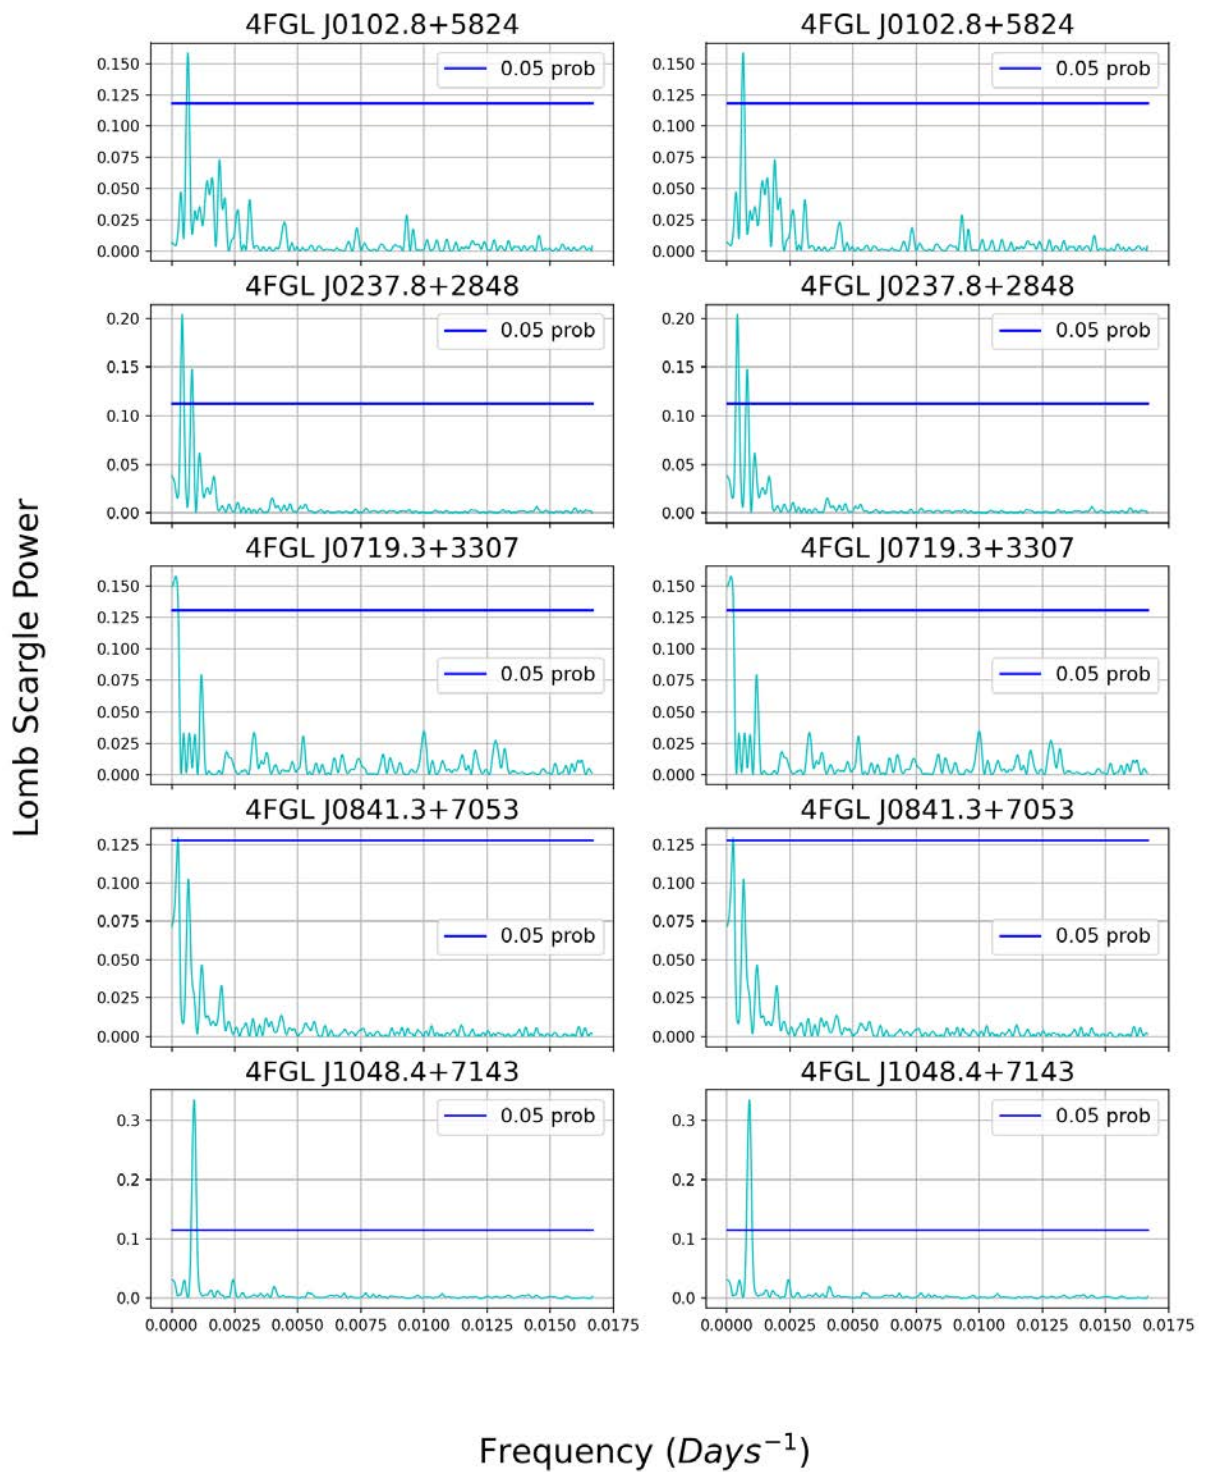 4FGL J0102.8+5824 4FGL J0102.8+5824
0.150 0.05 prob 0.150 0.05 prob
0.125 0.125
0.100 0.100
0.075 0.075
0.050 0.050
0.025 0.025
0.000 0.000
4FGL J0237.8+2848 4FGL J0237.8+2848
0.20 0.05 prob 0.20 0.05 prob
0.15 0.15
0.10 0.10
0.05 0.05
0.00 0.00
4FGL J0719.3+3307 4FGL J0719.3+3307
0.150 0.150
0.125 0.125
0.100 0.100
0.075 0.05 prob 0.075 0.05 prob
0.050 0.050
0.025 0.025
0.000 0.000
4FGL J0841.3+7053 4FGL J0841.3+7053
0.125 0.125
0.100 0.100
0.075 0.05 prob 0.075 0.05 prob
0.050 0.050
0.025 0.025
0.000 0.000
4FGL J1048.4+7143 4FGL J1048.4+7143
0.3 0.05 prob 0.3 0.05 prob
0.2 0.2
0.1 0.1
0.0 0.0
0.0000 0.0025 0.0050 0.0075 0.0100 0.0125 0.0150 0.0175 0.0000 0.0025 0.0050 0.0075 0.0100 0.0125 0.0150 0.0175
Lomb Scargle Power
Frequency (Days⁻¹)